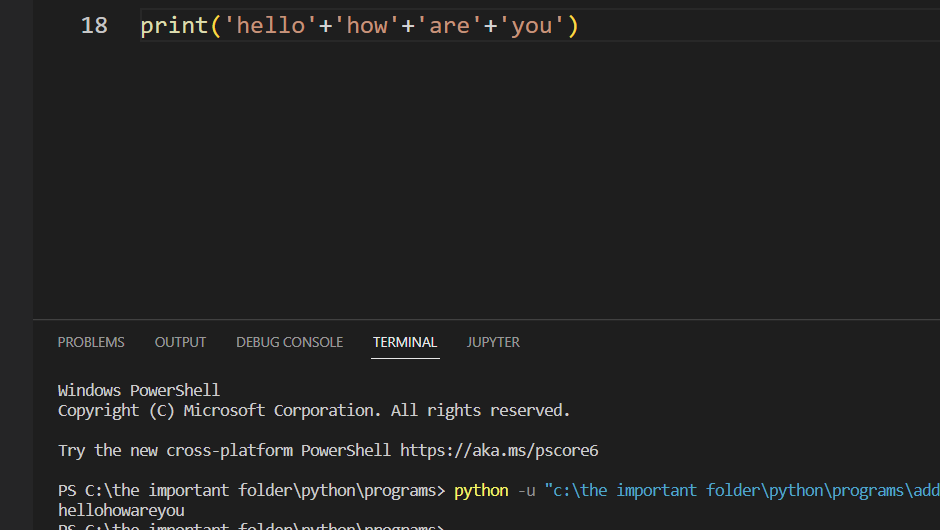 18 print('hello'+'how'+'are'+'you')
PROBLEMS OUTPUT DEBUG CONSOLE TERMINAL JUPYTER
Windows PowerShell
Copyright (C) Microsoft Corporation. All rights reserved.
Try the new cross-platform PowerShell https://aka.ms/pscore6
PS C:\the important folder\python\programs> python -u "c:\the important folder\python\programs\add
hellohowareyou
PS C:\the important folder\python\programs>